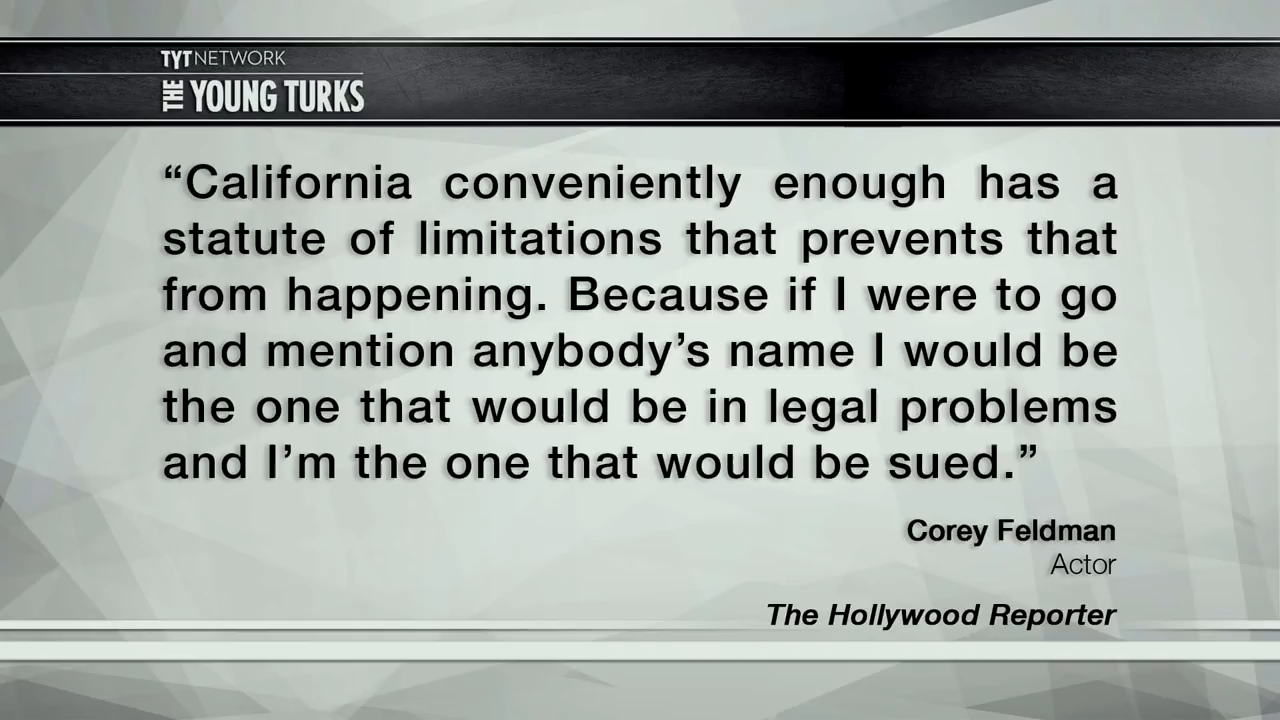 TYTNETWORK
THE YOUNG TURKS
“California conveniently enough has a
statute of limitations that prevents that
from happening. Because if I were to go
and mention anybody’s name I would be
the one that would be in legal problems
and I’m the one that would be sued.”
Corey Feldman
Actor
The Hollywood Reporter